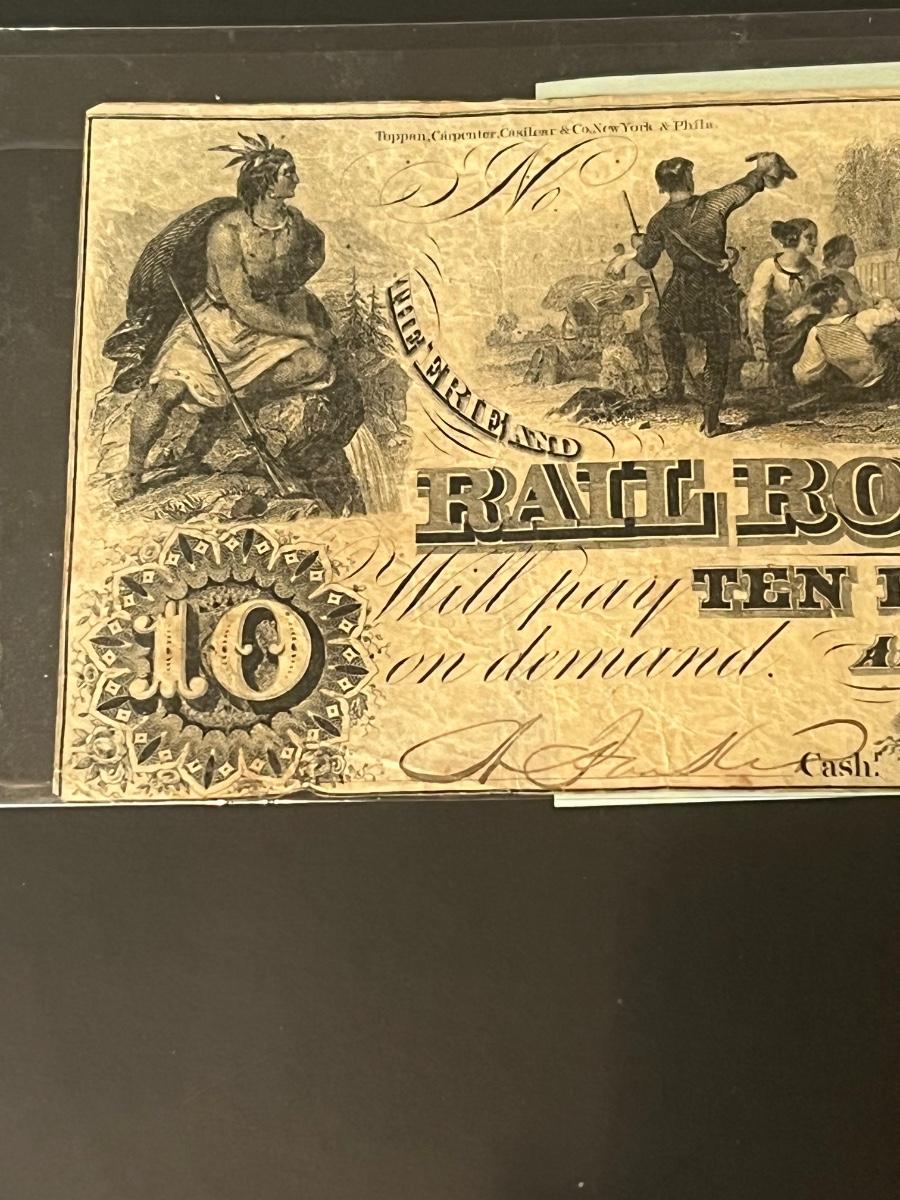 Toppan, Carpenter, Casilear & Co. New York & Phila.
No
THE ERIE AND
RAIL RO
Will pay TEN
on demand.
10
Cash.r